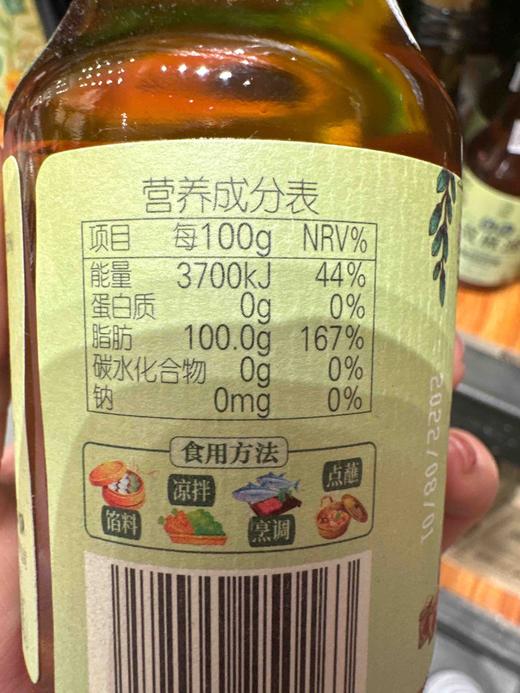 营养成分表
项目 每100g NRV%
能量 3700kJ 44%
蛋白质 0g 0%
脂肪 100.0g 167%
碳水化合物 0g 0%
钠 0mg 0%
食用方法
馅料 凉拌 烹调 点蘸
2022/08/01